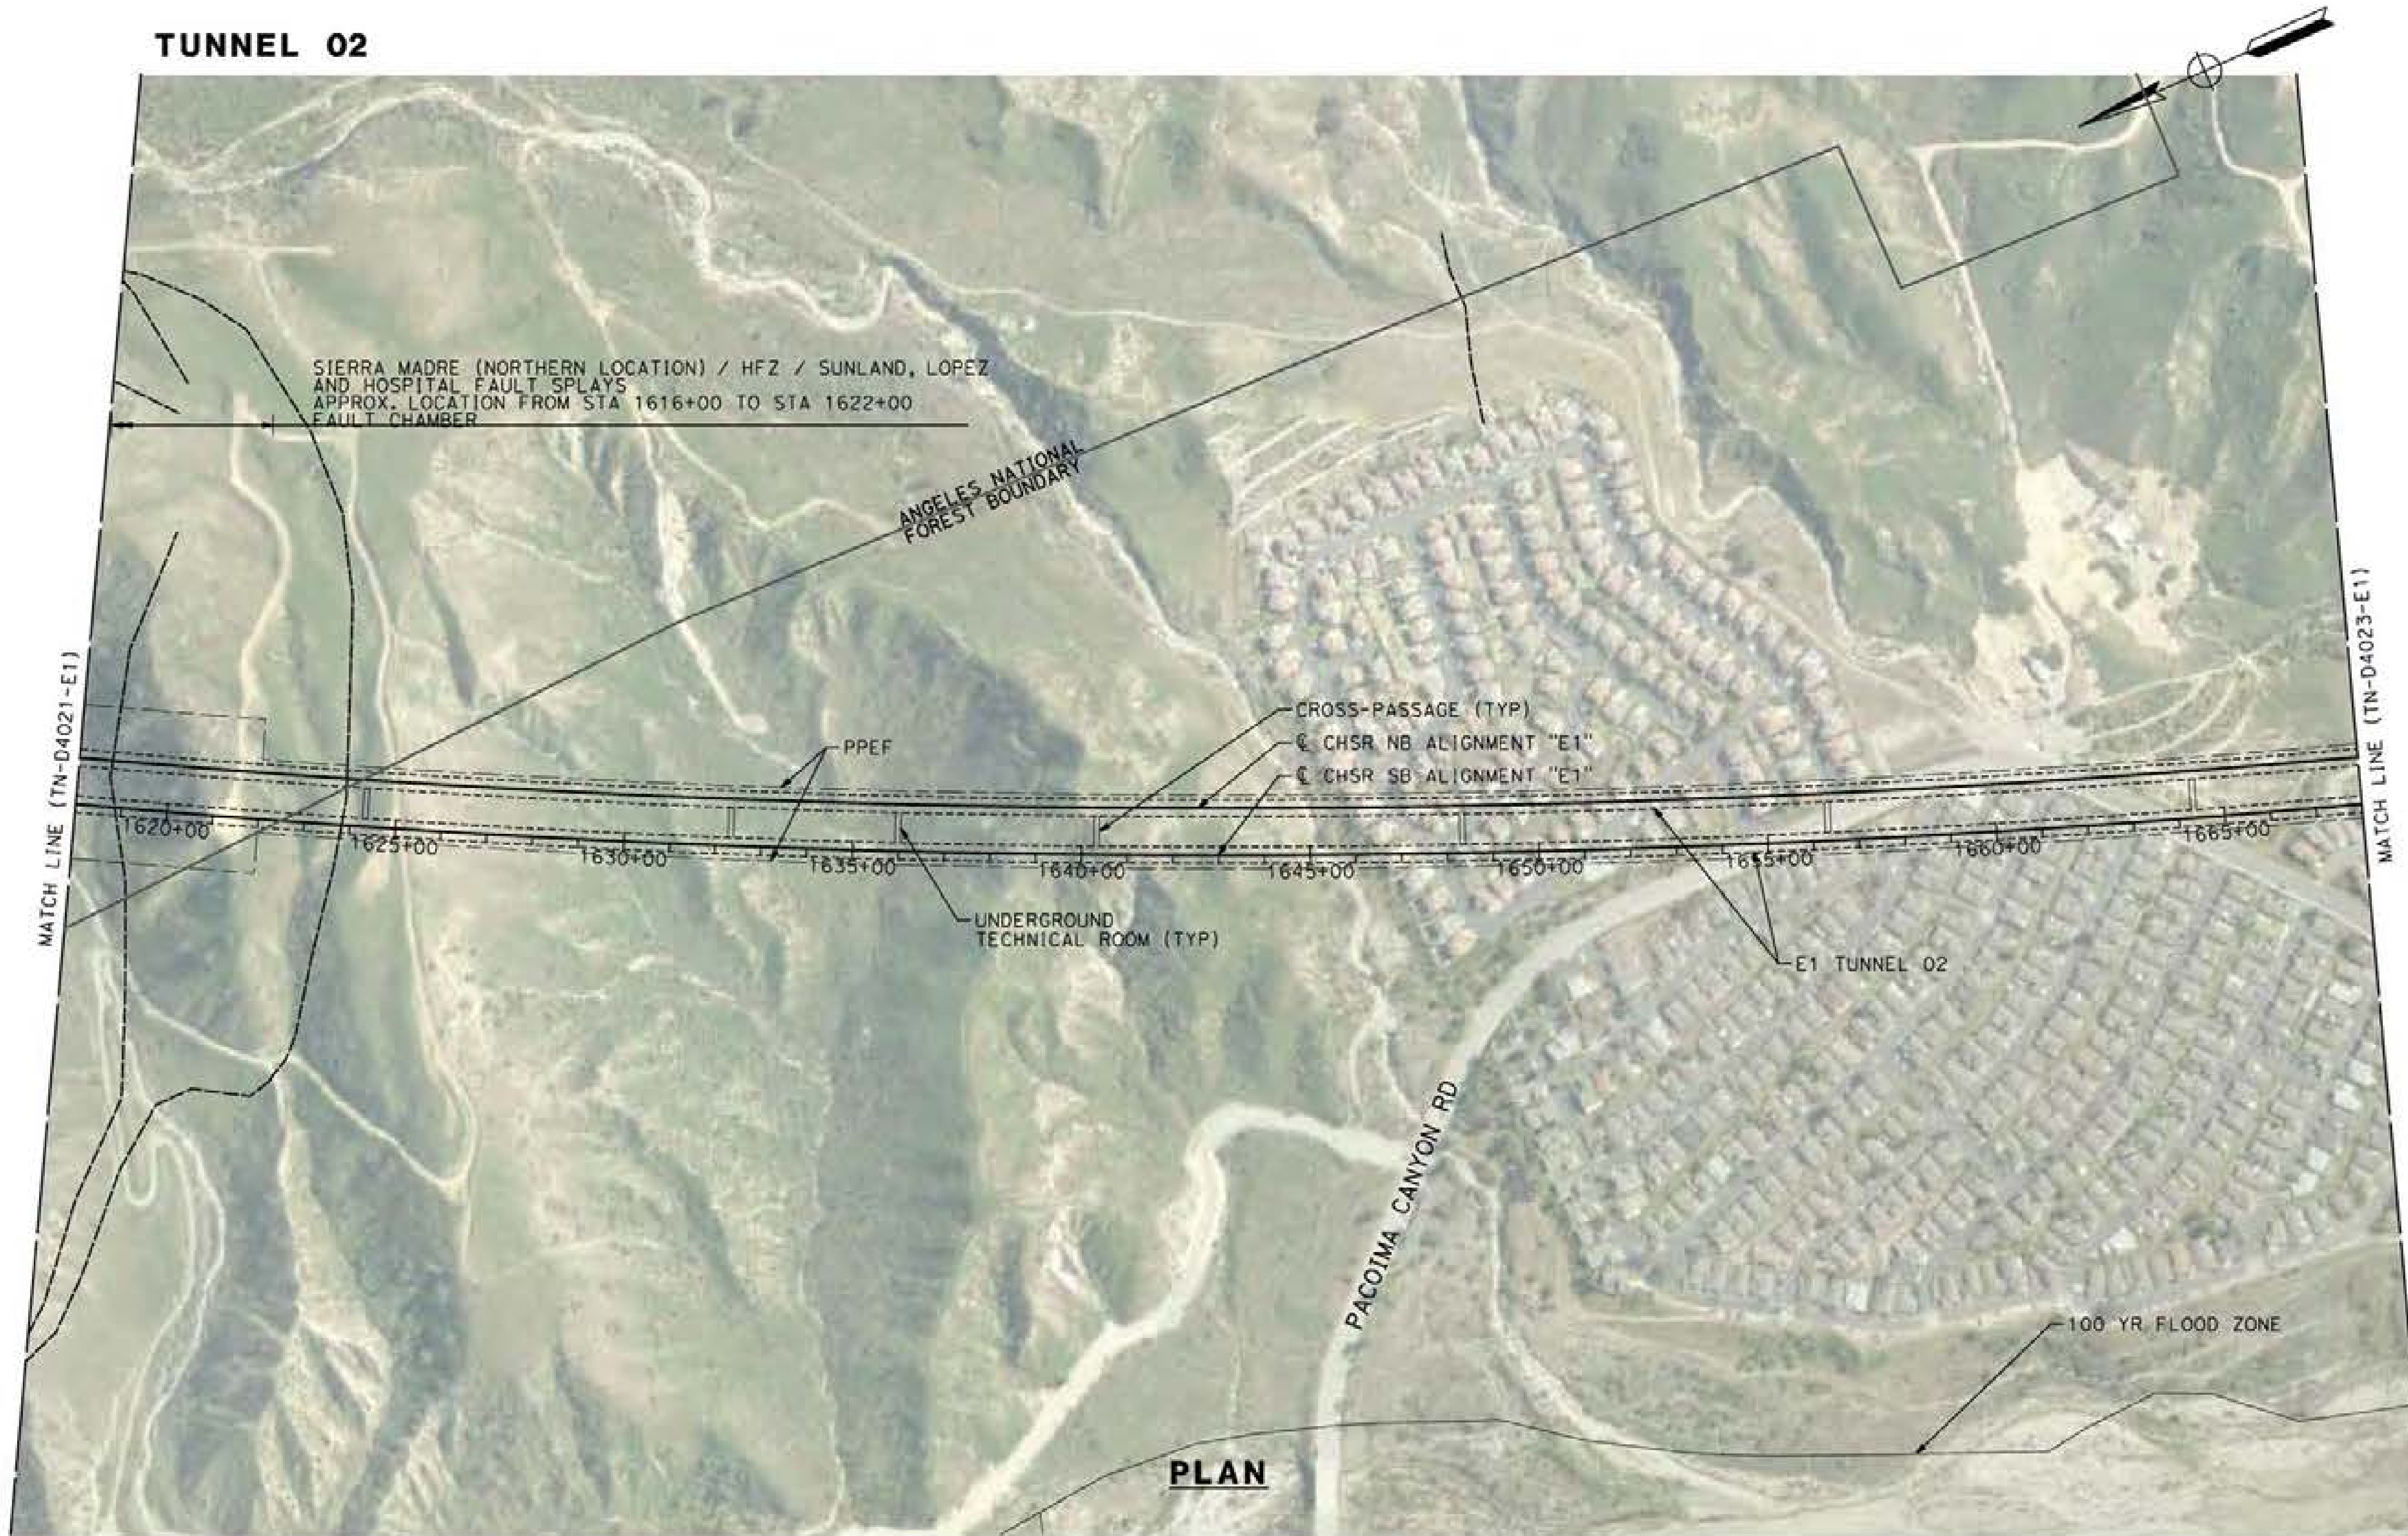 TUNNEL 02
SIERRA MADRE (NORTHERN LOCATION) / HFZ / SUNLAND, LOPEZ
AND HOSPITAL FAULT SPLAYS
APPROX. LOCATION FROM STA 1616+00 TO STA 1622+00
FAULT CHAMBER
ANGELES NATIONAL
FOREST BOUNDARY
MATCH LINE (TN-D4021-E1)
MATCH LINE (TN-D4023-E1)
CROSS-PASSAGE (TYP)
PPEF
℄ CHSR NB ALIGNMENT "E1"
℄ CHSR SB ALIGNMENT "E1"
1620+00
1625+00
1630+00
1635+00
1640+00
1645+00
1650+00
1655+00
1660+00
1665+00
UNDERGROUND
TECHNICAL ROOM (TYP)
E1 TUNNEL 02
PACOIMA CANYON RD
100 YR FLOOD ZONE
PLAN